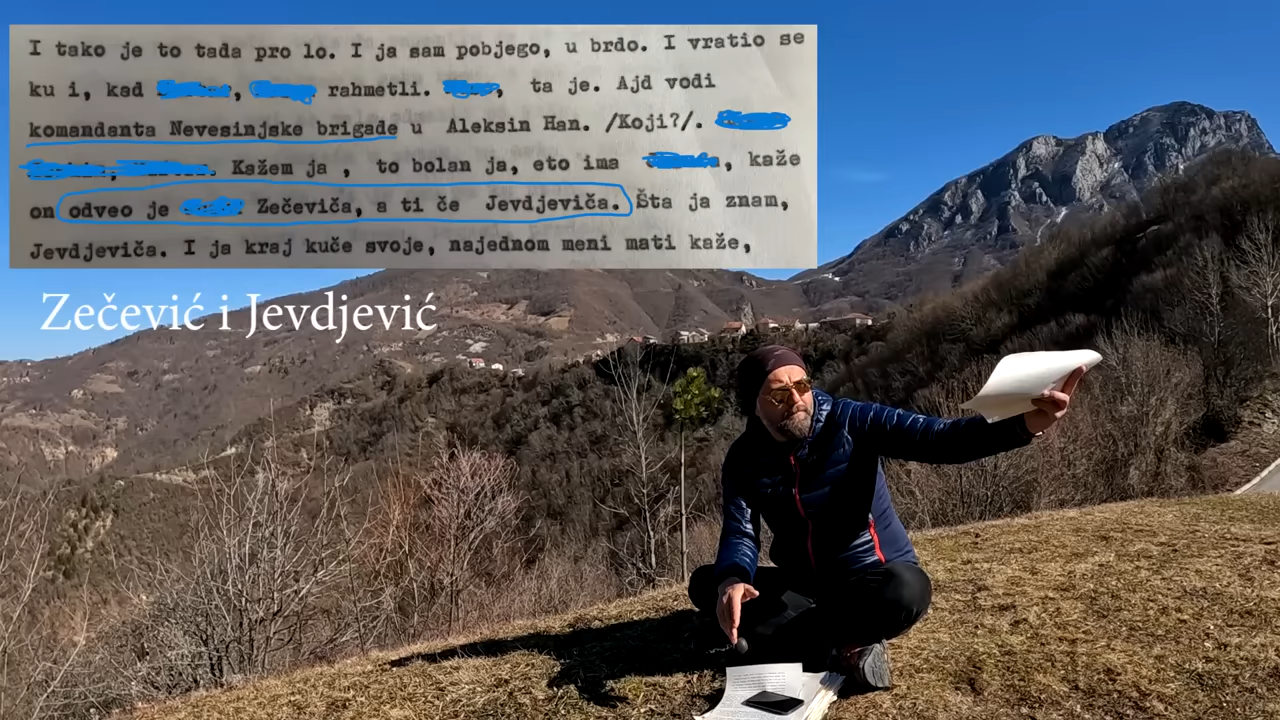 I tako je to tada pro lo. I ja sam pobjego, u brdo. I vratio se
ku i, kad , rahmetli. , ta je. Ajd vodi
komandanta Nevesinjske brigade u Aleksin Han. /Koji?/.
Kažem ja , to bolan ja, eto ima , kaže
on odveo je Zečeviča, a ti če Jevdjeviča. Šta ja znam,
Jevdjeviča. I ja kraj kuče svoje, najednom meni mati kaže,
Zečević i Jevdjević